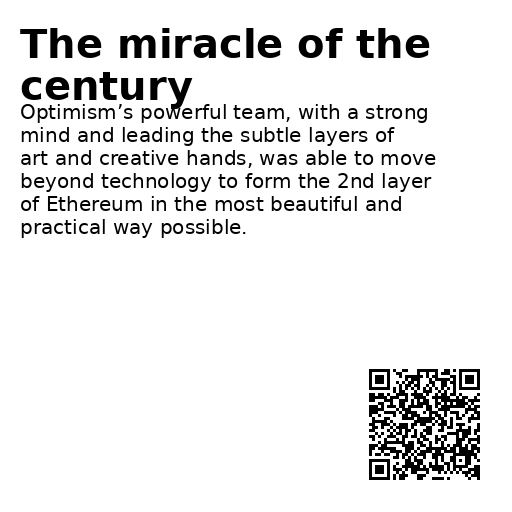 The miracle of the
century
Optimism’s powerful team, with a strong
mind and leading the subtle layers of
art and creative hands, was able to move
beyond technology to form the 2nd layer
of Ethereum in the most beautiful and
practical way possible.